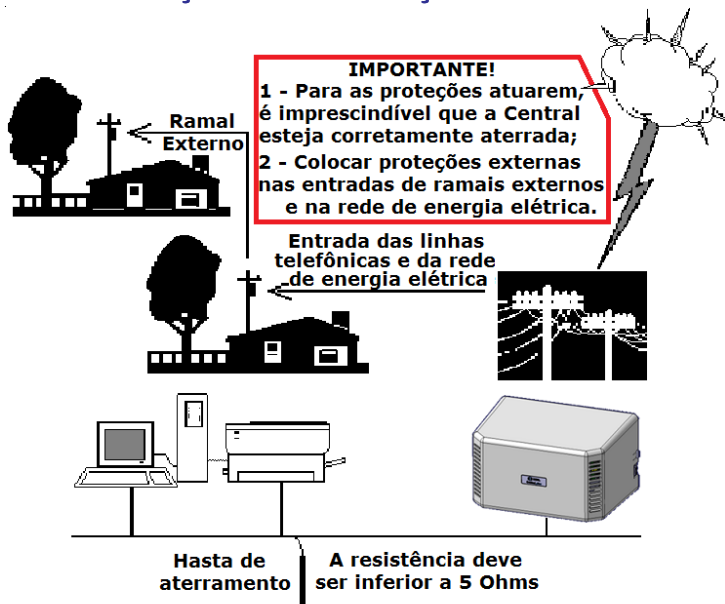 IMPORTANTE!
1 - Para as proteções atuarem,
é imprescindível que a Central
esteja corretamente aterrada;
2 - Colocar proteções externas
nas entradas de ramais externos
e na rede de energia elétrica.
Ramal
Externo
Entrada das linhas
telefônicas e da rede
de energia elétrica
Hasta de
aterramento
A resistência deve
ser inferior a 5 Ohms